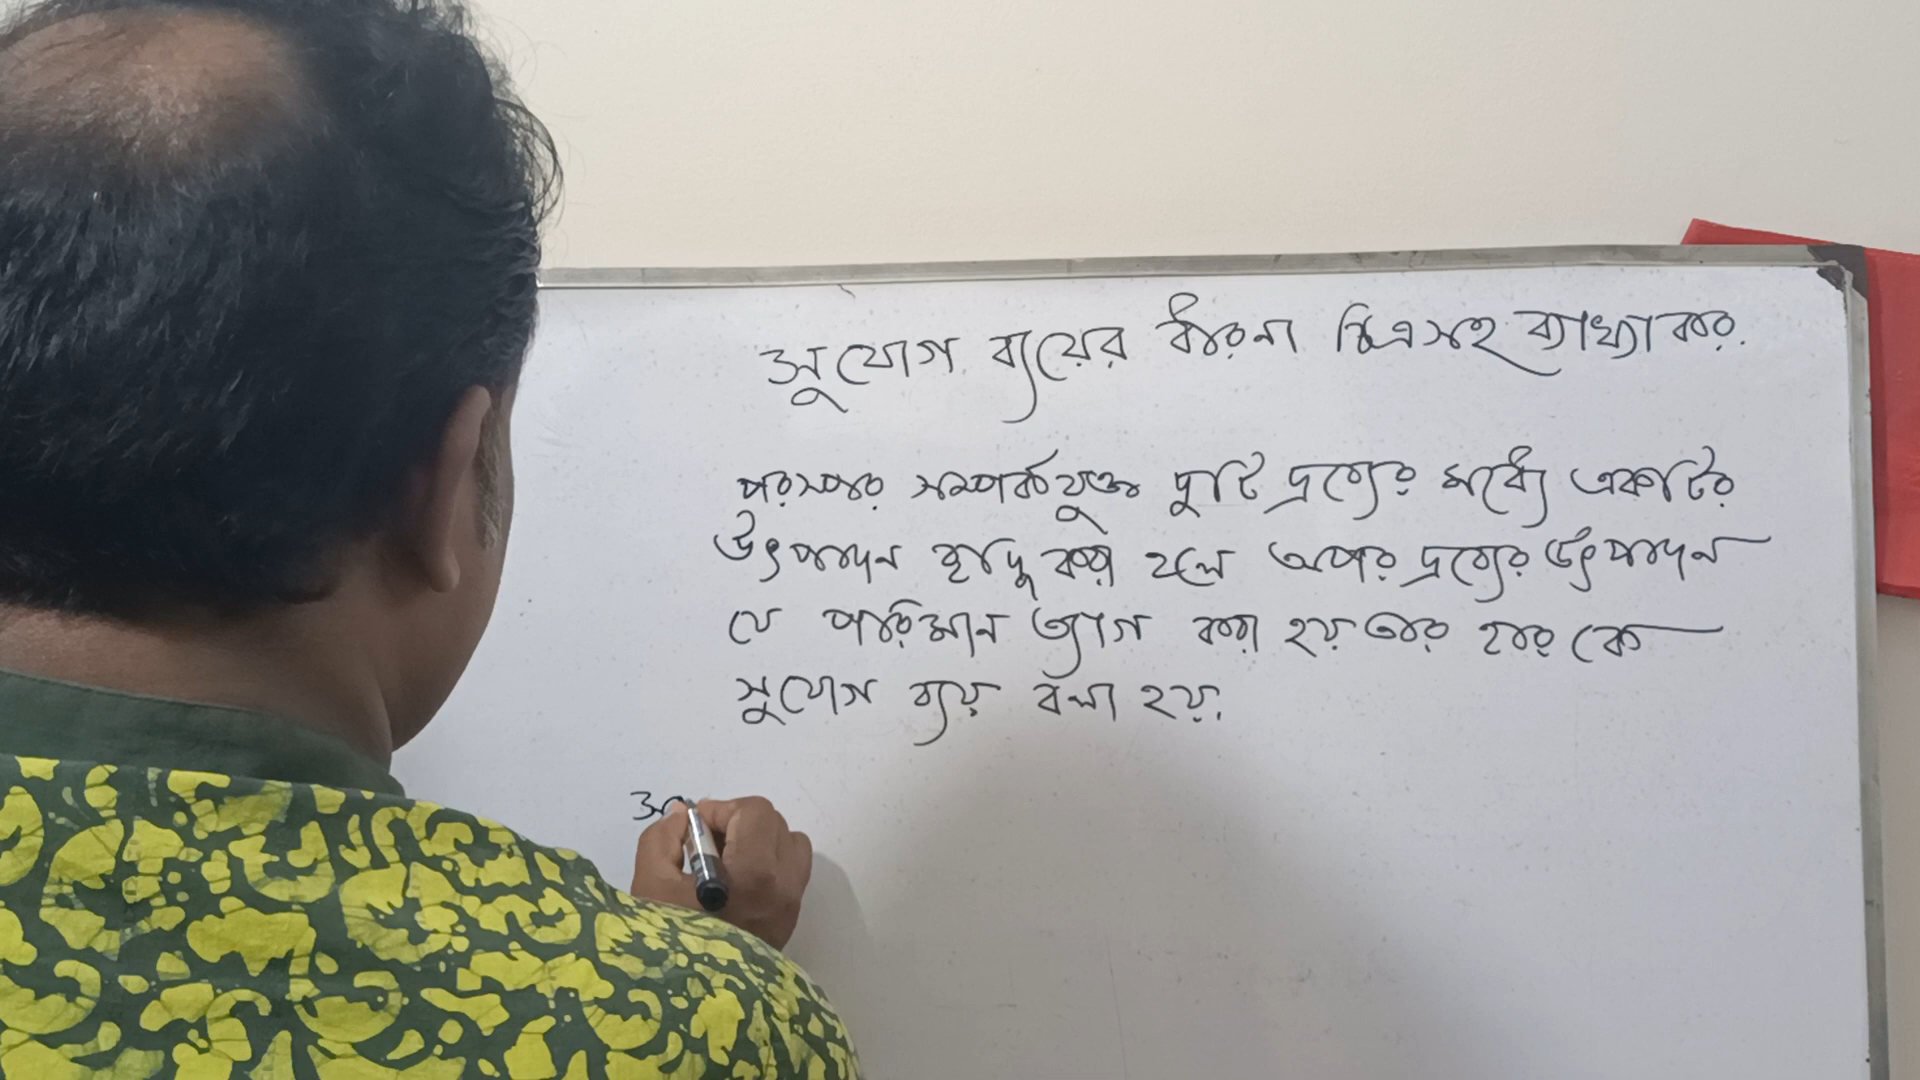 সুযোগ ব্যয়ের ধারনা চিত্রসহ ব্যাখ্যা কর.
পরস্পর সম্পর্কযুক্ত দুটি দ্রব্যের মধ্যে একটির
উৎপাদন বৃদ্ধি করা হলে অপর দ্রব্যের উৎপাদন
যে পরিমান ত্যাগ করা হয় তার হার কে
সুযোগ ব্যয় বলা হয়.